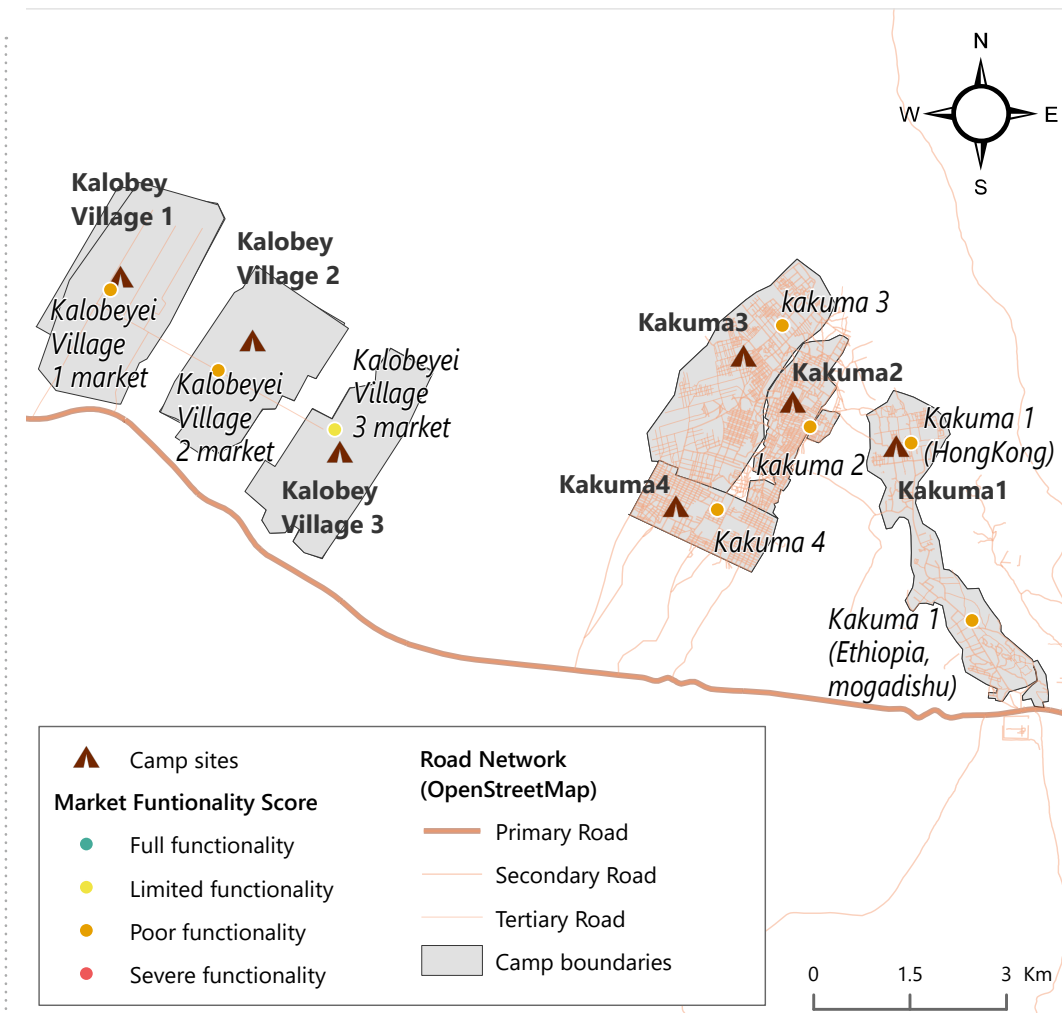 N
W
E
S
Kalobey
Village 1
Kalobey
Village 2
Kalobeyei
Village
1 market
Kalobeyei
Village
2 market
Kalobeyei
Village
3 market
Kalobey
Village 3
kakuma 3
Kakuma3
Kakuma2
Kakuma 1
(HongKong)
kakuma 2
Kakuma4
Kakuma1
Kakuma 4
Kakuma 1
(Ethiopia,
mogadishu)
Camp sites
Market Funtionality Score
Full functionality
Limited functionality
Poor functionality
Severe functionality
Road Network
(OpenStreetMap)
Primary Road
Secondary Road
Tertiary Road
Camp boundaries
0 1.5 3 Km